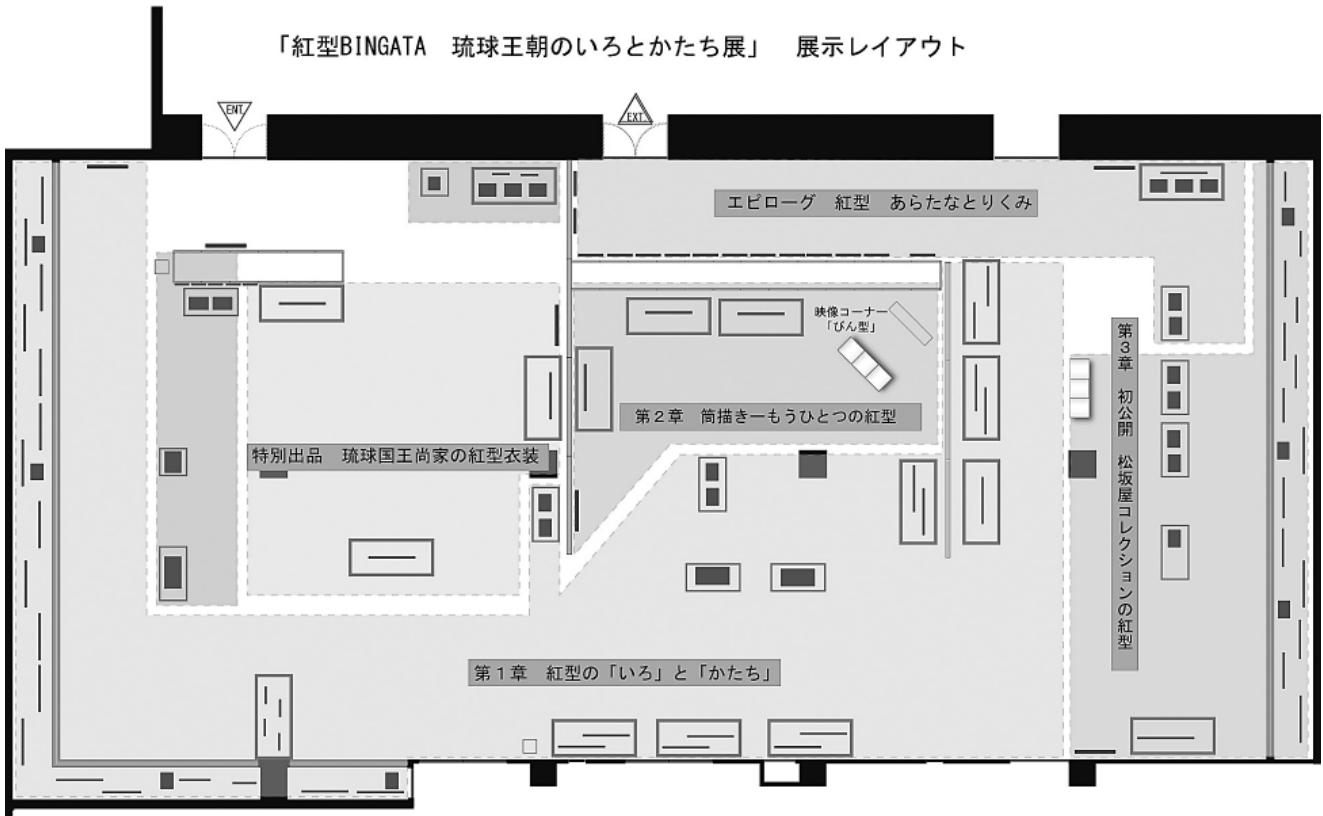 「紅型BINGATA　琉球王朝のいろとかたち展」　展示レイアウト
ENT.
EXT.
エピローグ　紅型　あらたなとりくみ
映像コーナー
「びん型」
第2章　筒描きーもうひとつの紅型
特別出品　琉球国王尚家の紅型衣装
第3章　初公開　松坂屋コレクションの紅型
第1章　紅型の「いろ」と「かたち」